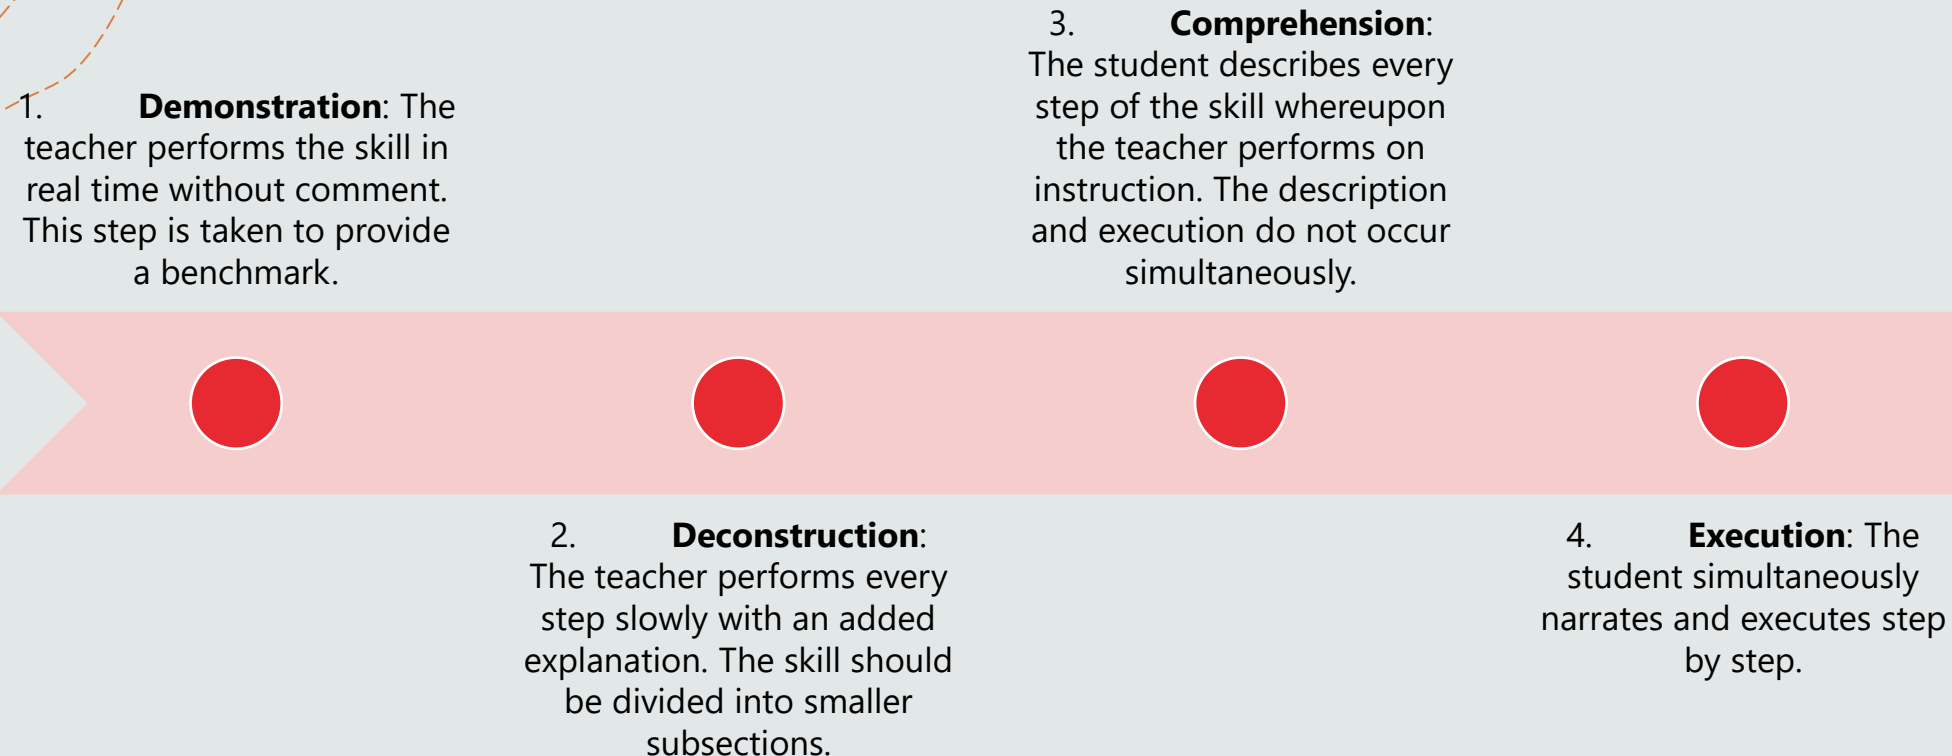 1. Demonstration: The
teacher performs the skill in
real time without comment.
This step is taken to provide
a benchmark.
2. Deconstruction:
The teacher performs every
step slowly with an added
explanation. The skill should
be divided into smaller
subsections.
3. Comprehension:
The student describes every
step of the skill whereupon
the teacher performs on
instruction. The description
and execution do not occur
simultaneously.
4. Execution: The
student simultaneously
narrates and executes step
by step.